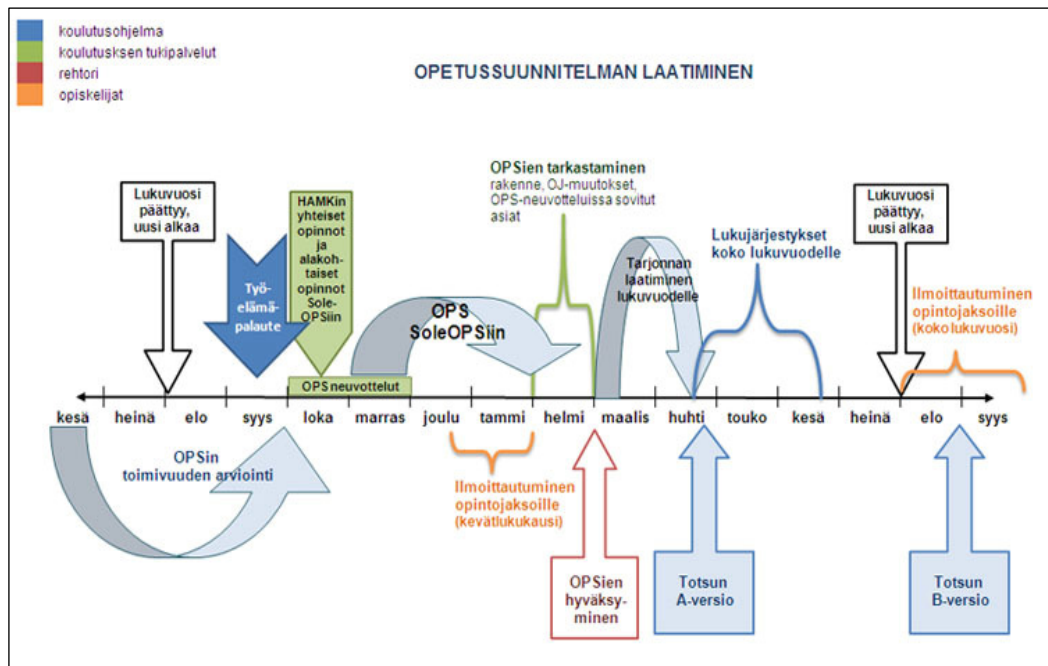 koulutusohjelma
koulutusksen tukipalvelut
rehtori
opiskelijat
OPETUSSUUNNITELMAN LAATIMINEN
Lukuvuosi
päättyy,
uusi alkaa
Työ-
elämä-
palaute
HAMKin
yhteiset
opinnot
ja
alakoh-
taiset
opinnot
Sole-
OPSiin
OPS neuvottelut
OPS
SoleOPSiin
OPSien tarkastaminen
rakenne, OJ-muutokset,
OPS-neuvotteluissa sovitut
asiat
Tarjonnan
laatiminen
lukuvuodelle
Lukujärjestykset
koko lukuvuodelle
Lukuvuosi
päättyy,
uusi alkaa
Ilmoittautuminen
opintojaksoille
(koko lukuvuosi)
kesä heinä elo syys loka marras joulu tammi helmi maalis huhti touko kesä heinä elo syys
OPSin
toimivuuden arviointi
Ilmoittautuminen
opintojaksoille
(kevätlukukausi)
OPSien
hyväksy-
minen
Totsun
A-versio
Totsun
B-versio